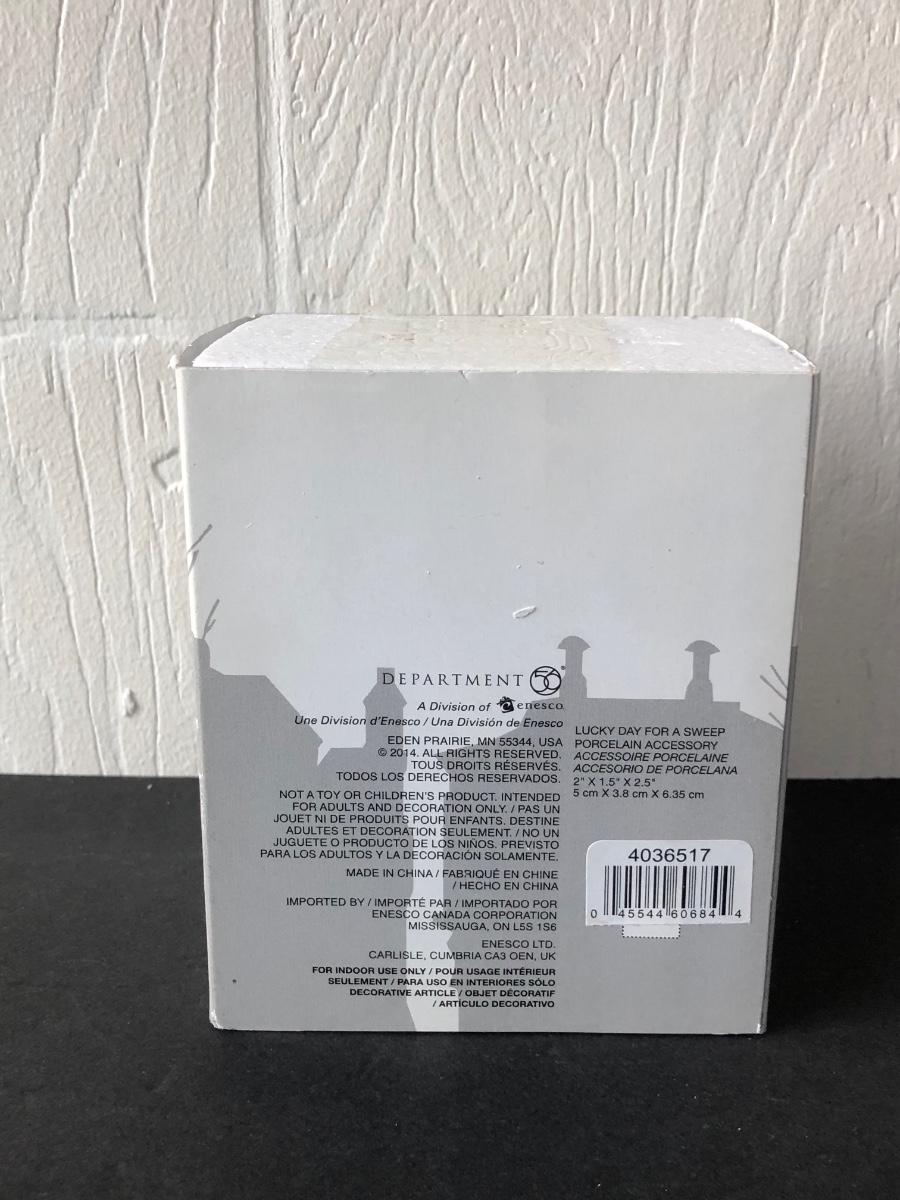 DEPARTMENT 56®
A Division of enesco
Une Division d'Enesco / Una División de Enesco
EDEN PRAIRIE, MN 55344, USA
© 2014. ALL RIGHTS RESERVED.
TOUS DROITS RÉSERVÉS.
TODOS LOS DERECHOS RESERVADOS.
NOT A TOY OR CHILDREN'S PRODUCT. INTENDED
FOR ADULTS AND DECORATION ONLY. / PAS UN
JOUET NI DE PRODUITS POUR ENFANTS. DESTINE
ADULTES ET DECORATION SEULEMENT. / NO UN
JUGUETE O PRODUCTO DE LOS NIÑOS. PREVISTO
PARA LOS ADULTOS Y LA DECORACIÓN SOLAMENTE.
MADE IN CHINA / FABRIQUÉ EN CHINE
/ HECHO EN CHINA
IMPORTED BY / IMPORTÉ PAR / IMPORTADO POR
ENESCO CANADA CORPORATION
MISSISSAUGA, ON L5S 1S6
ENESCO LTD.
CARLISLE, CUMBRIA CA3 OEN, UK
FOR INDOOR USE ONLY / POUR USAGE INTÉRIEUR
SEULEMENT / PARA USO EN INTERIORES SÓLO
DECORATIVE ARTICLE / OBJET DÉCORATIF
/ ARTÍCULO DECORATIVO
LUCKY DAY FOR A SWEEP
PORCELAIN ACCESSORY
ACCESSOIRE PORCELAINE
ACCESORIO DE PORCELANA
2" X 1.5" X 2.5"
5 cm X 3.8 cm X 6.35 cm
4036517
0 45544 60684 4